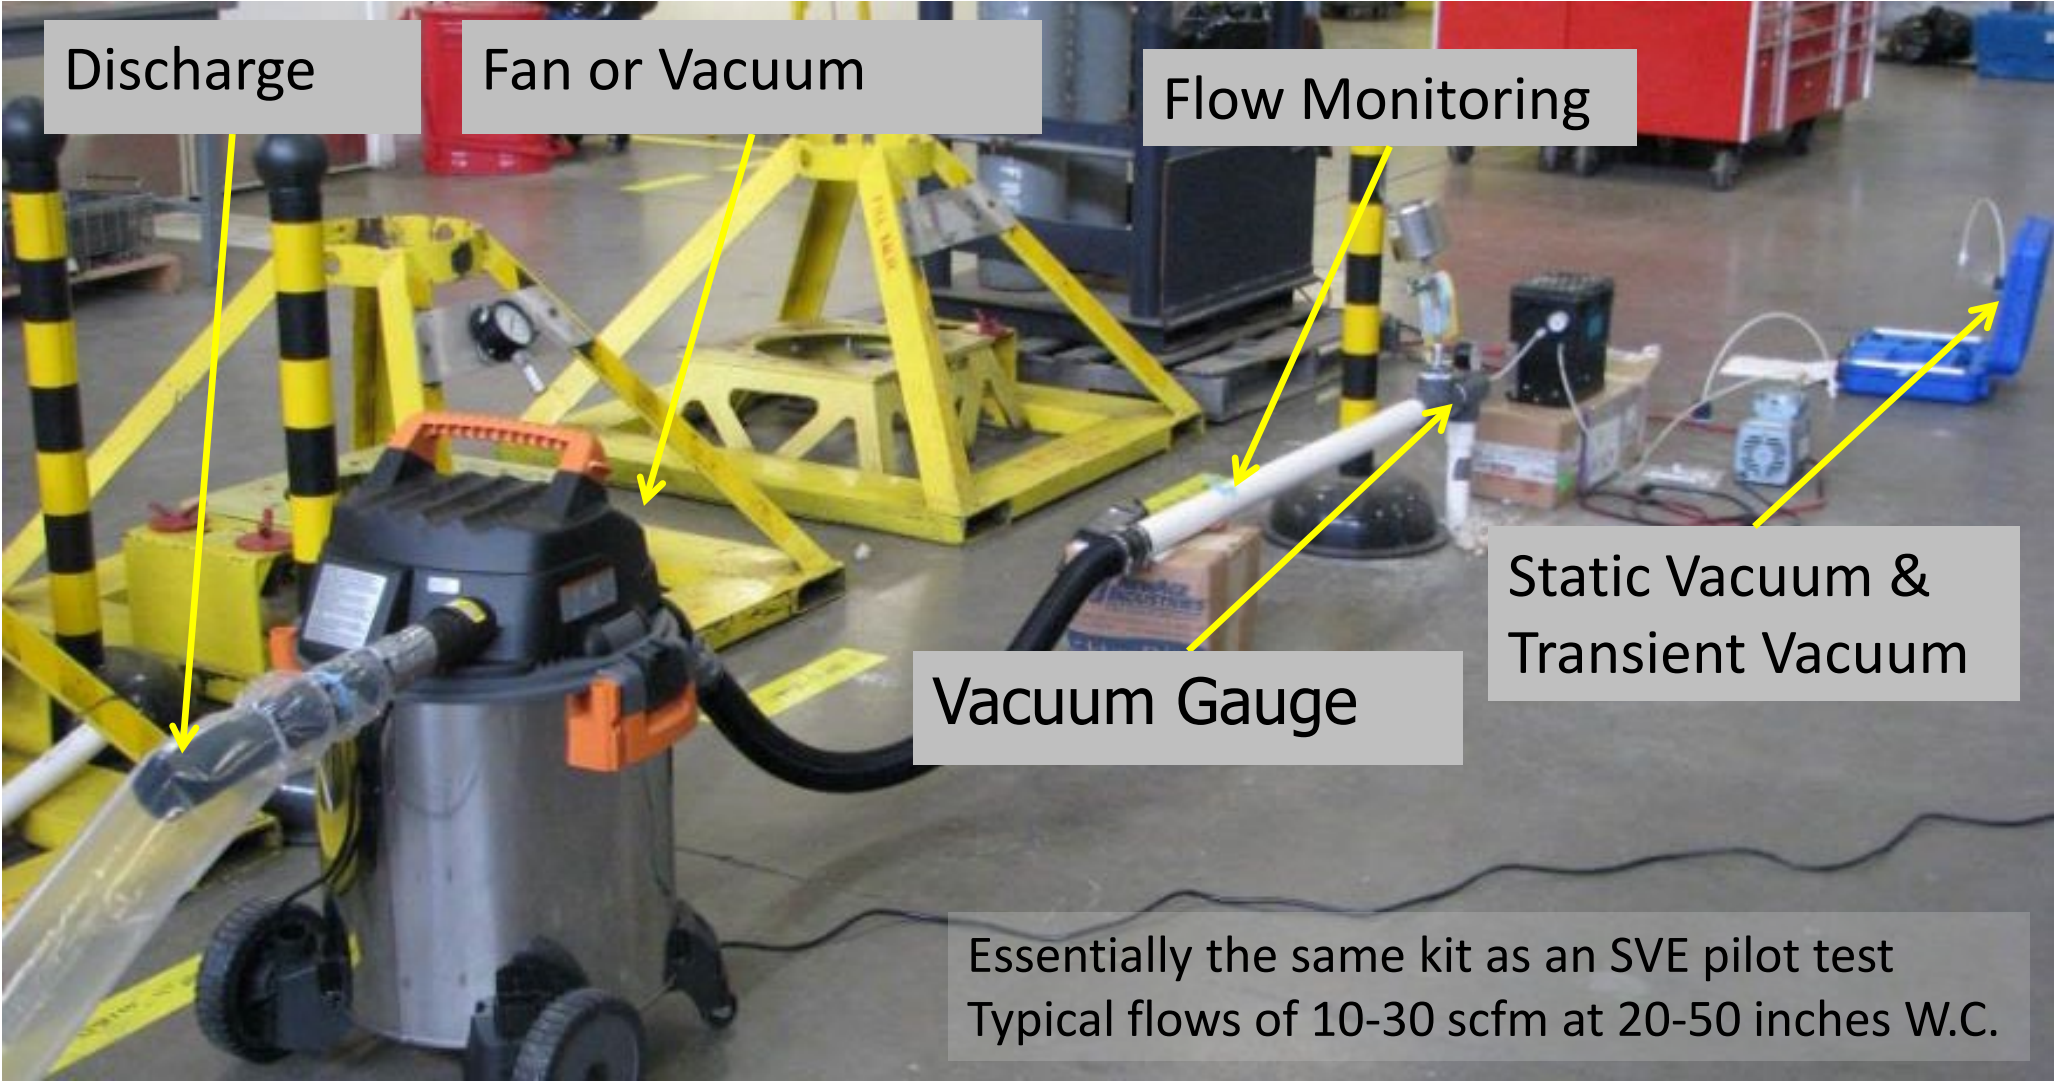 Discharge
Fan or Vacuum
Flow Monitoring
Static Vacuum &
Transient Vacuum
Vacuum Gauge
INDUSTRIES
Essentially the same kit as an SVE pilot test
Typical flows of 10-30 scfm at 20-50 inches W.C.